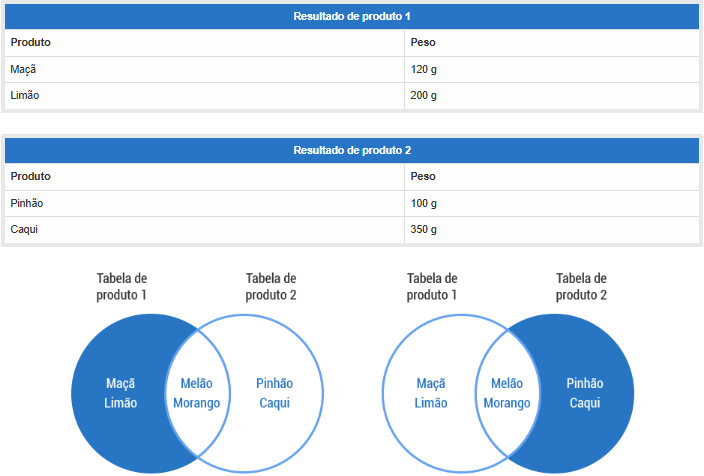 Resultado de produto 1
Produto Peso
Maçã 120 g
Limão 200 g
Resultado de produto 2
Produto Peso
Pinhão 100 g
Caqui 350 g
Tabela de
produto 1
Tabela de
produto 2
Maçã
Limão
Melão
Morango
Pinhão
Caqui
Tabela de
produto 1
Tabela de
produto 2
Maçã
Limão
Melão
Morango
Pinhão
Caqui